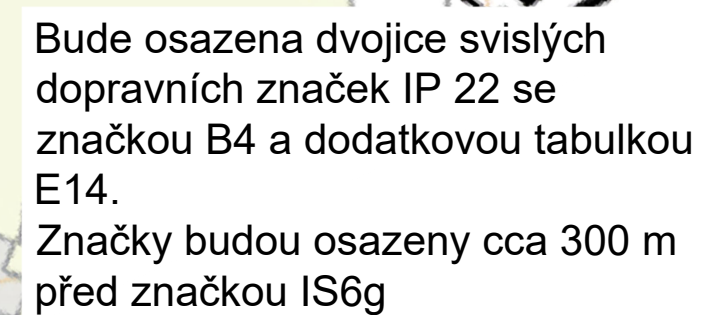 Bude osazena dvojice svislých
dopravních značek IP 22 se
značkou B4 a dodatkovou tabulkou
E14.
Značky budou osazeny cca 300 m
před značkou IS6g